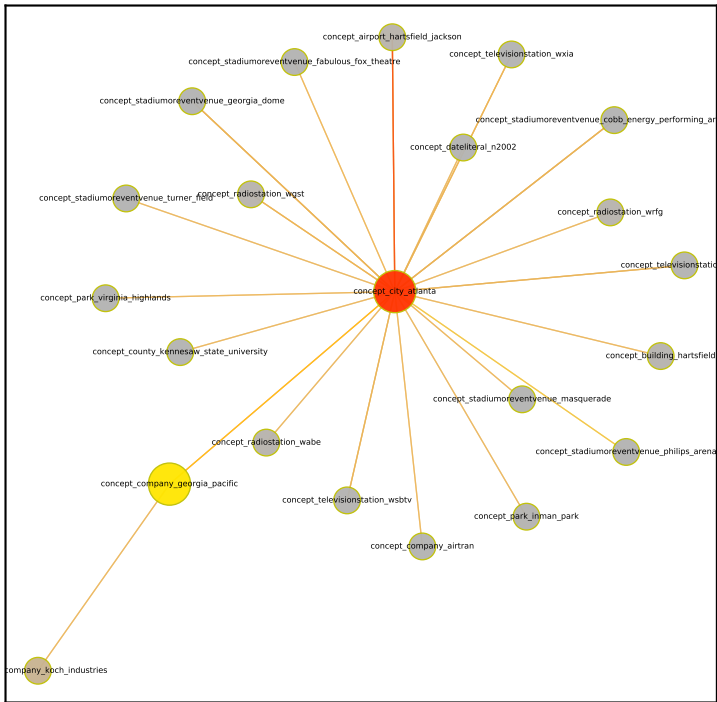 concept_airport_hartsfield_jackson
concept_televisionstation_wxia
concept_stadiumoreventvenue_fabulous_fox_theatre
concept_stadiumoreventvenue_georgia_dome
concept_stadiumoreventvenue_cobb_energy_performing_ar
concept_dateliteral_n2002
concept_radiostation_wgst
concept_stadiumoreventvenue_turner_field
concept_radiostation_wrfg
concept_televisionstatio
concept_city_atlanta
concept_park_virginia_highlands
concept_county_kennesaw_state_university
concept_building_hartsfield
concept_stadiumoreventvenue_masquerade
concept_radiostation_wabe
concept_stadiumoreventvenue_philips_arena
concept_company_georgia_pacific
concept_televisionstation_wsbtv
concept_park_inman_park
concept_company_airtran
company_koch_industries